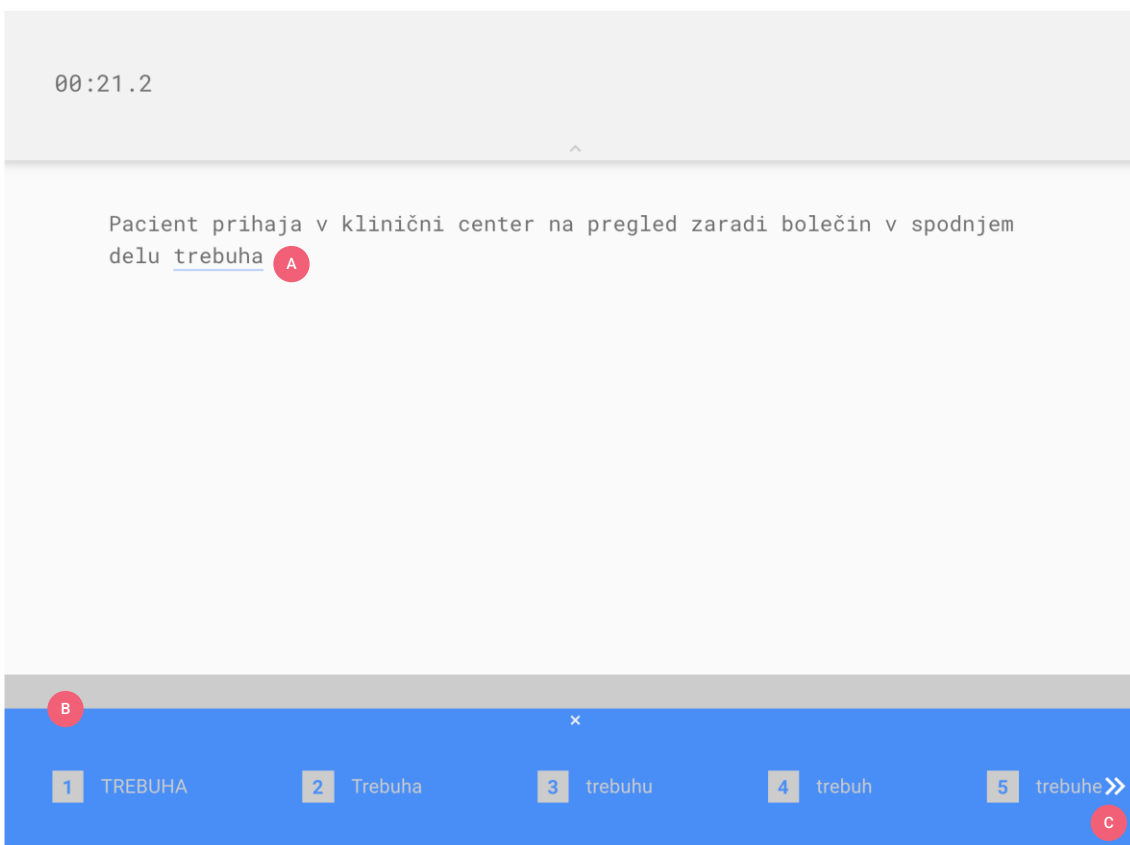 00:21.2
Pacient prihaja v klinični center na pregled zaradi bolečin v spodnjem
delu trebuha A
B
×
1 TREBUHA 2 Trebuha 3 trebuhu 4 trebuh 5 trebuhe
C